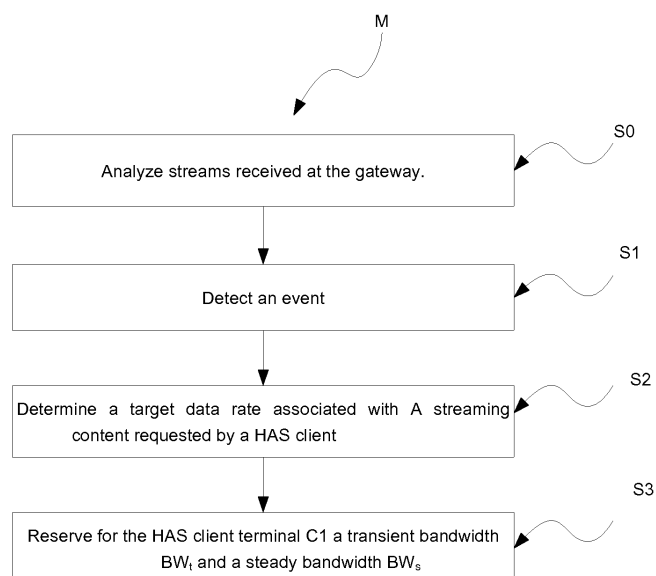 M
S0
Analyze streams received at the gateway.
S1
Detect an event
S2
Determine a target data rate associated with A streaming
content requested by a HAS client
S3
Reserve for the HAS client terminal C1 a transient bandwidth
BWt and a steady bandwidth BWs